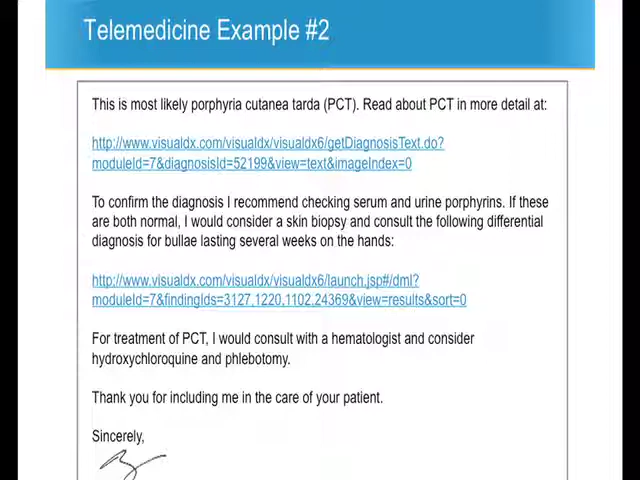 Telemedicine Example #2
This is most likely porphyria cutanea tarda (PCT). Read about PCT in more detail at:
http://www.visualdx.com/visualdx/visualdx6/getDiagnosisText.do?
moduleId=7&diagnosisId=52199&view=text&imageIndex=0
To confirm the diagnosis I recommend checking serum and urine porphyrins. If these
are both normal, I would consider a skin biopsy and consult the following differential
diagnosis for bullae lasting several weeks on the hands:
http://www.visualdx.com/visualdx/visualdx6/launch.jsp#/dml?
moduleId=7&findingIds=3127,1220,1102,24369&view=results&sort=0
For treatment of PCT, I would consult with a hematologist and consider
hydroxychloroquine and phlebotomy.
Thank you for including me in the care of your patient.
Sincerely,